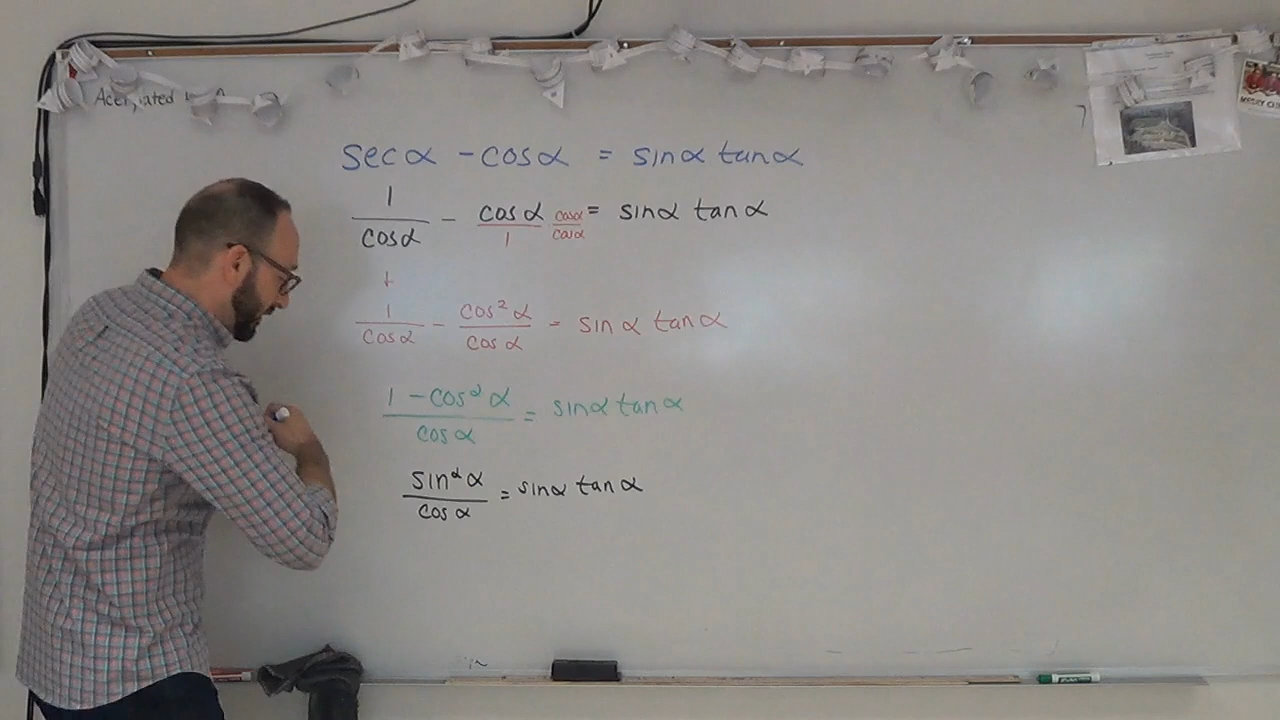 sec α - cos α = sin α tan α
1/cos α - cos α/1 cos α/cos α = sin α tan α
1/cos α - cos² α/cos α = sin α tan α
1 - cos² α/cos α = sin α tan α
sin² α/cos α = sin α tan α